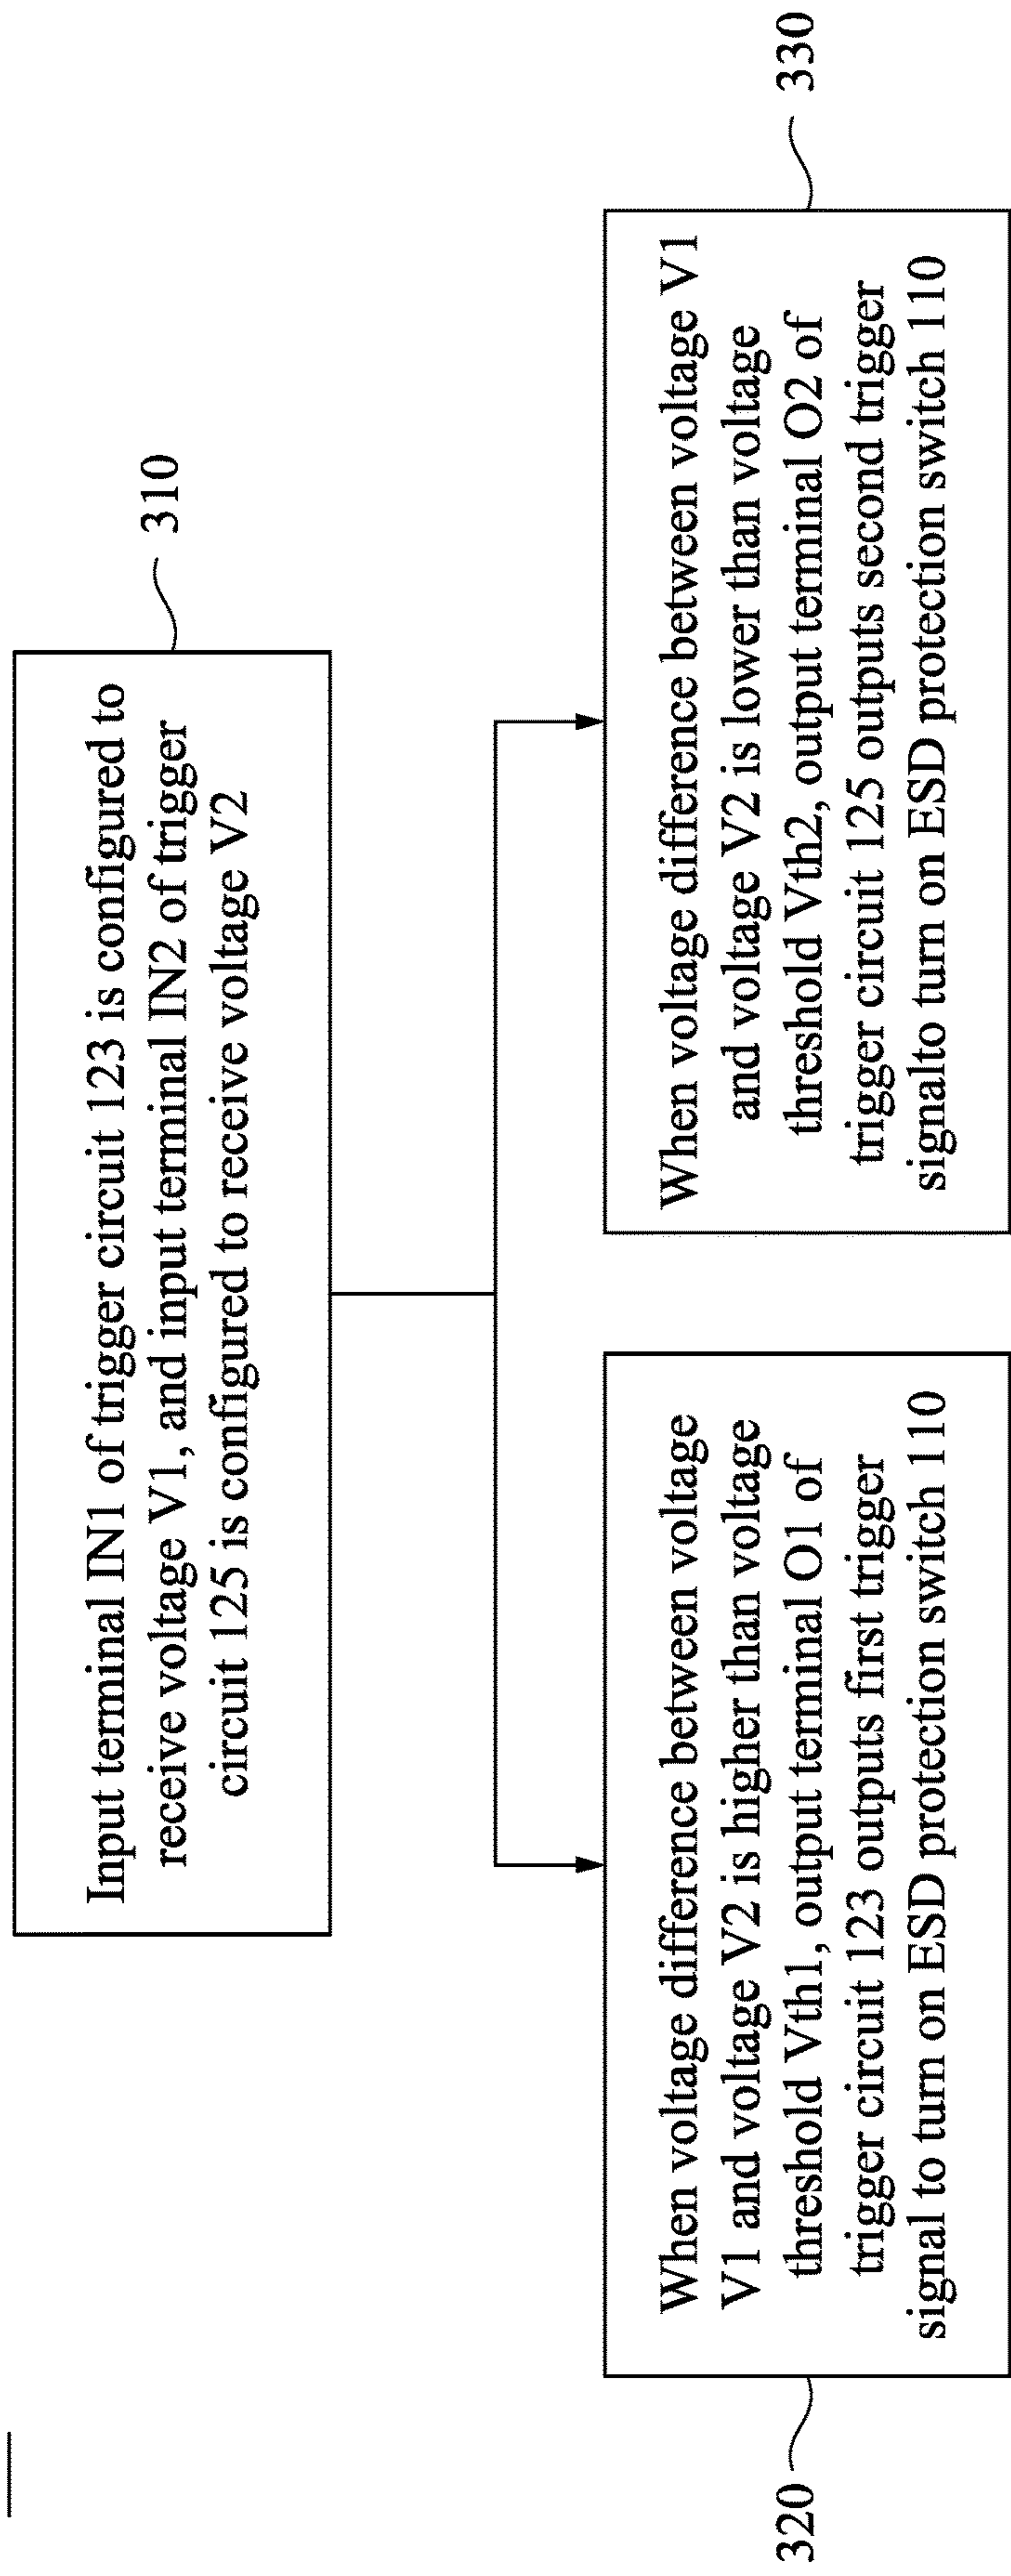 310
Input terminal IN1 of trigger circuit 123 is configured to
receive voltage V1, and input terminal IN2 of trigger
circuit 125 is configured to receive voltage V2
320
When voltage difference between voltage
V1 and voltage V2 is higher than voltage
threshold Vth1, output terminal O1 of
trigger circuit 123 outputs first trigger
signal to turn on ESD protection switch 110
330
When voltage difference between voltage V1
and voltage V2 is lower than voltage
threshold Vth2, output terminal O2 of
trigger circuit 125 outputs second trigger
signalto turn on ESD protection switch 110